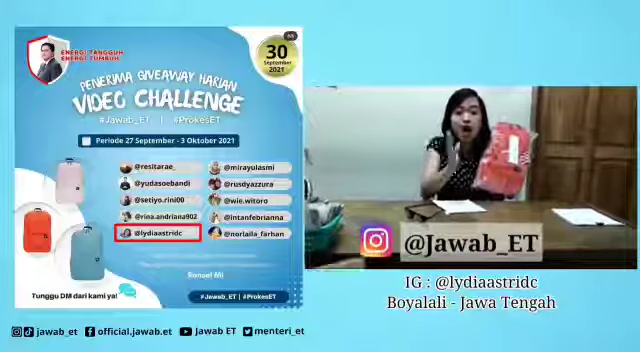 ENERGI TANGGUH
ENERGI TUMBUH
30
September
2021
PENERIMA GIVEAWAY HARIAN
VIDEO CHALLENGE
#Jawab_ET | #ProkesET
Periode 27 September - 3 Oktober 2021
@resitarae_
@mirayulasmi
@yudasoebandi
@rusdyazzura
@setiyo.rini00
@wie.witoro
@rina.andriana902
@intanfebrianna
@lydiaastridc
@norlaila_farhan
Ransel Mi
Tunggu DM dari kami ya!
#Jawab_ET | #ProkesET
@Jawab_ET
IG : @lydiaastridc
Boyalali - Jawa Tengah
jawab_et
official.jawab.et
Jawab ET
menteri_et